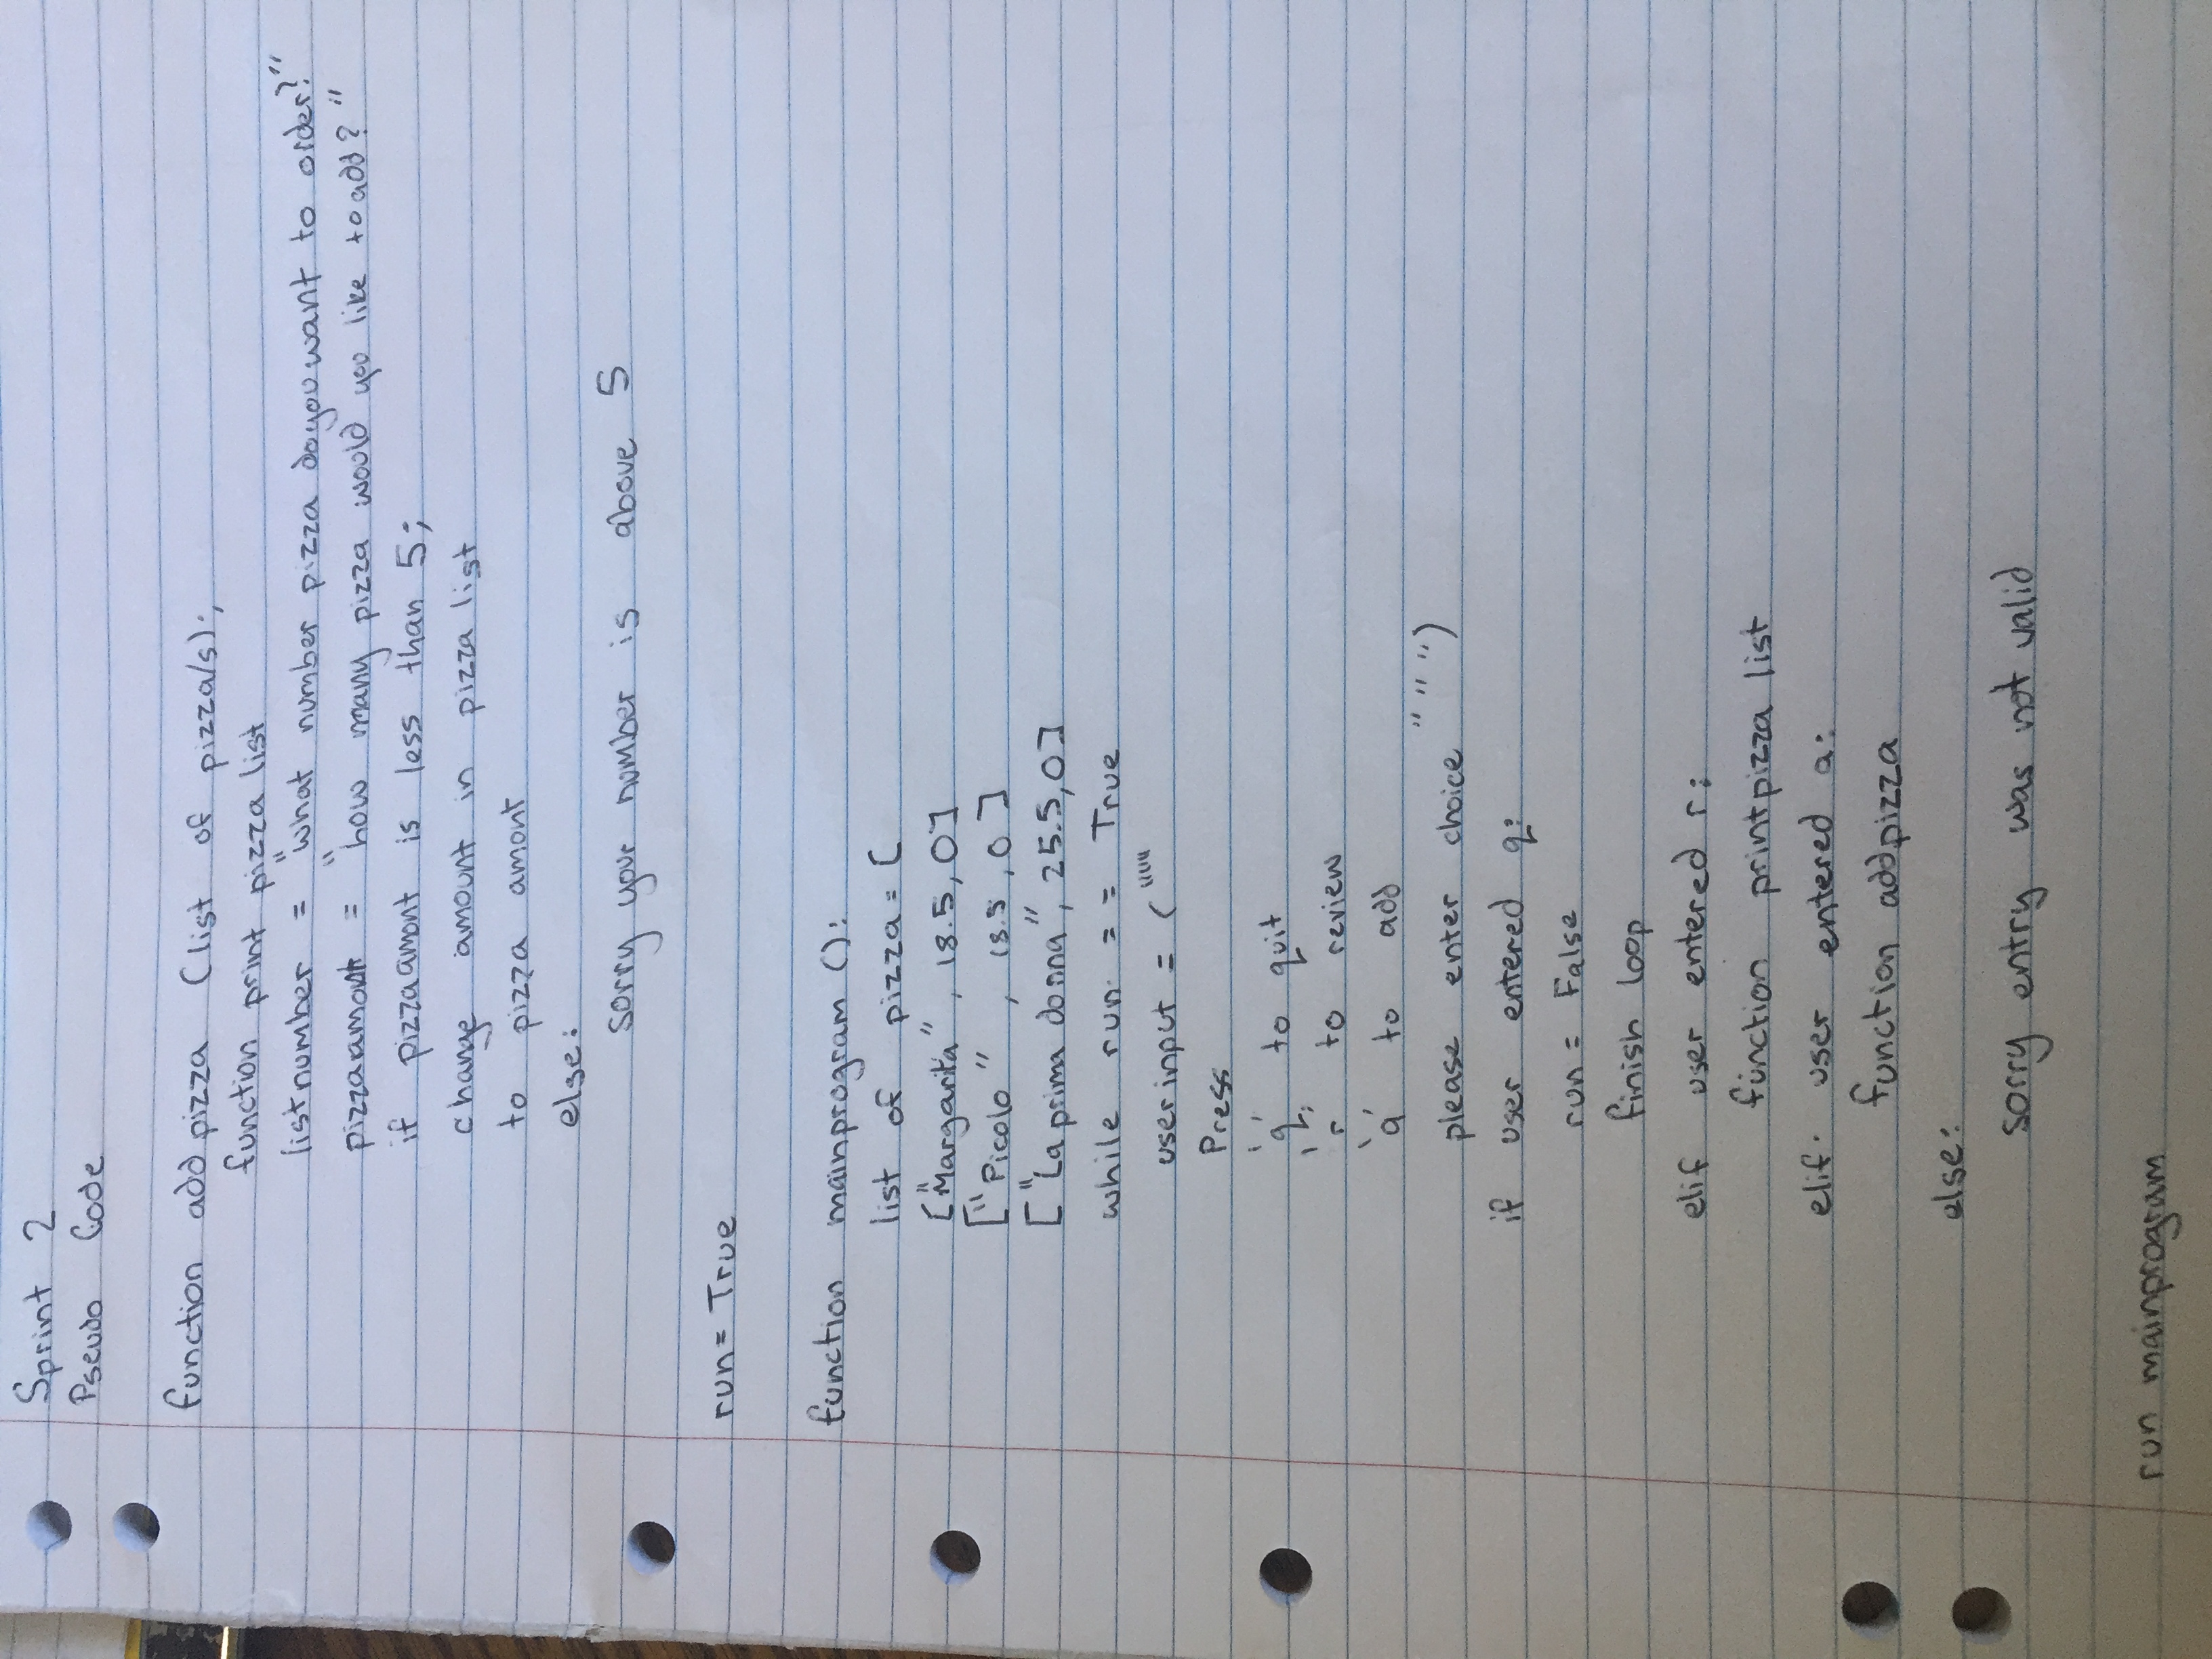 Sprint 2
Pseudo Code
function add pizza (list of pizza/s):,
function print pizza list
listnumber = "what number pizza do you want to order?"
pizzaamont = "how many pizza would you like to add?"
if pizzaamont is less than 5;
change amount in pizza list
to pizza amont
else:
sorry your number is above 5
run = True
function mainprogram ():
list of pizza = [
["Margarita", 18.5, 0]
["Picolo", 18.5, 0]
["La prima donna", 25.5, 0]
while run == True
userinput = ("""
Press
'q' to quit
'r' to review
'a' to add
please enter choice """)
if user entered q:
run = False
finish loop
elif user entered r:
function printpizza list
elif user entered a:
function addpizza
else:
sorry entry was not valid
run mainprogram